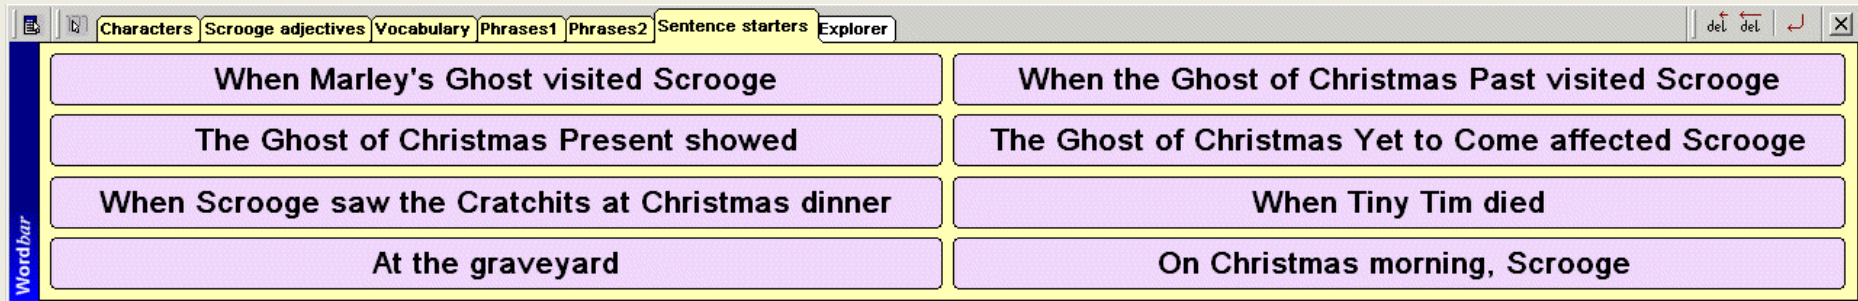 Characters Scrooge adjectives Vocabulary Phrases1 Phrases2 Sentence starters Explorer del del
When Marley's Ghost visited Scrooge When the Ghost of Christmas Past visited Scrooge
The Ghost of Christmas Present showed The Ghost of Christmas Yet to Come affected Scrooge
When Scrooge saw the Cratchits at Christmas dinner When Tiny Tim died
At the graveyard On Christmas morning, Scrooge
Wordbar